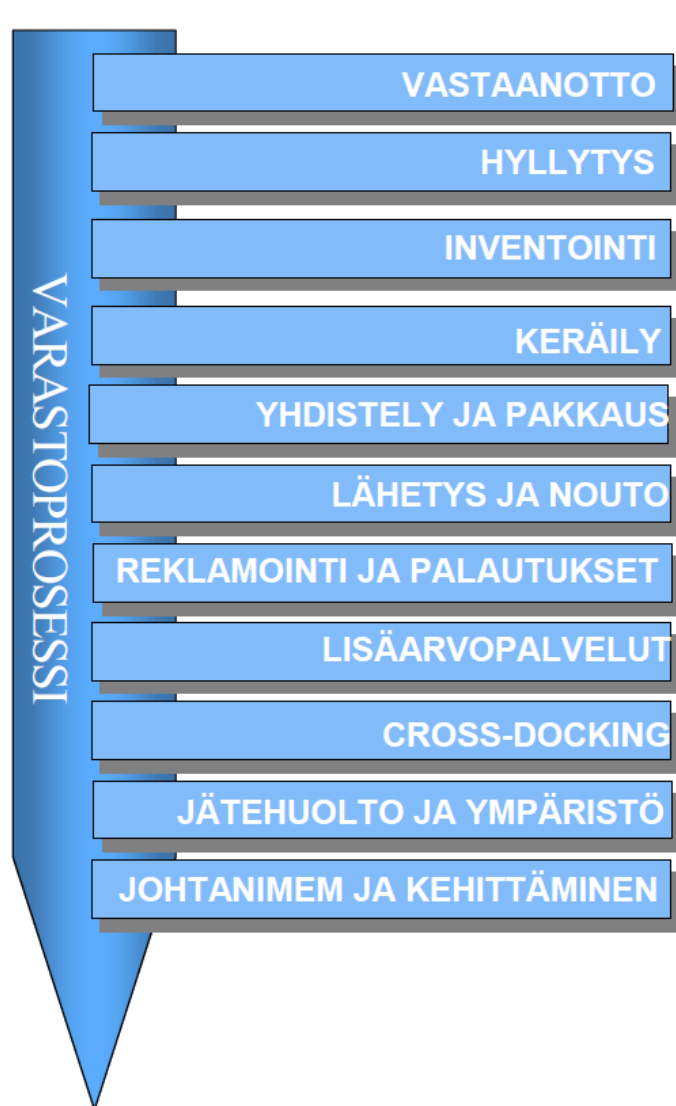 VARASTOPROSESSI
VASTAANOTTO
HYLLYTYS
INVENTOINTI
KERÄILY
YHDISTELY JA PAKKAUS
LÄHETYS JA NOUTO
REKLAMOINTI JA PALAUTUKSET
LISÄARVOPALVELUT
CROSS-DOCKING
JÄTEHUOLTO JA YMPÄRISTÖ
JOHTANIMEM JA KEHITTÄMINEN